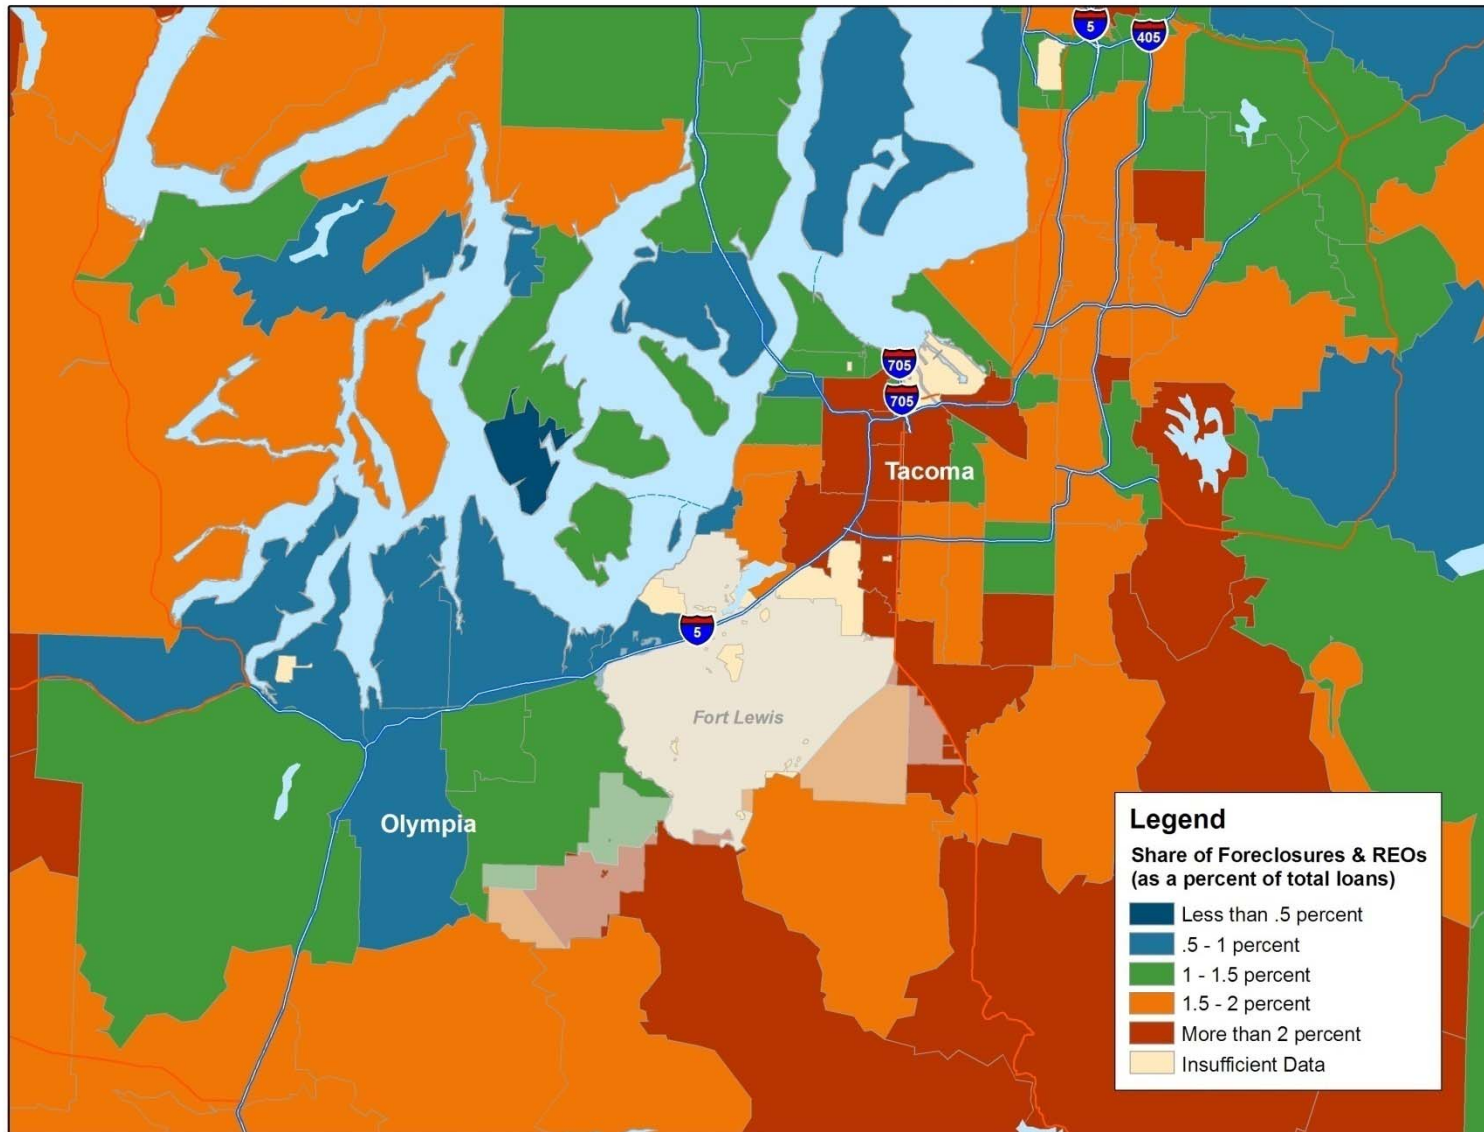 5
405
705
705
Tacoma
5
Fort Lewis
Olympia
Legend
Share of Foreclosures & REOs
(as a percent of total loans)
Less than .5 percent
.5 - 1 percent
1 - 1.5 percent
1.5 - 2 percent
More than 2 percent
Insufficient Data